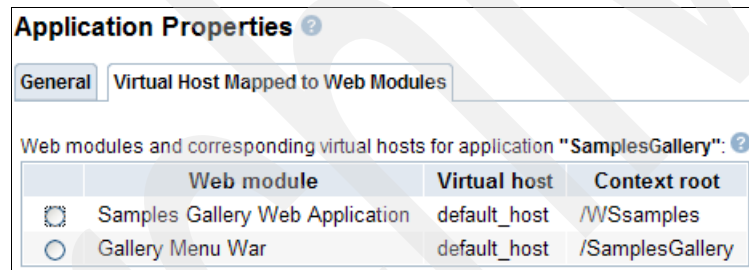 Application Properties ?
General Virtual Host Mapped to Web Modules
Web modules and corresponding virtual hosts for application "SamplesGallery": ?
Web module Virtual host Context root
Samples Gallery Web Application default_host /WSsamples
Gallery Menu War default_host /SamplesGallery